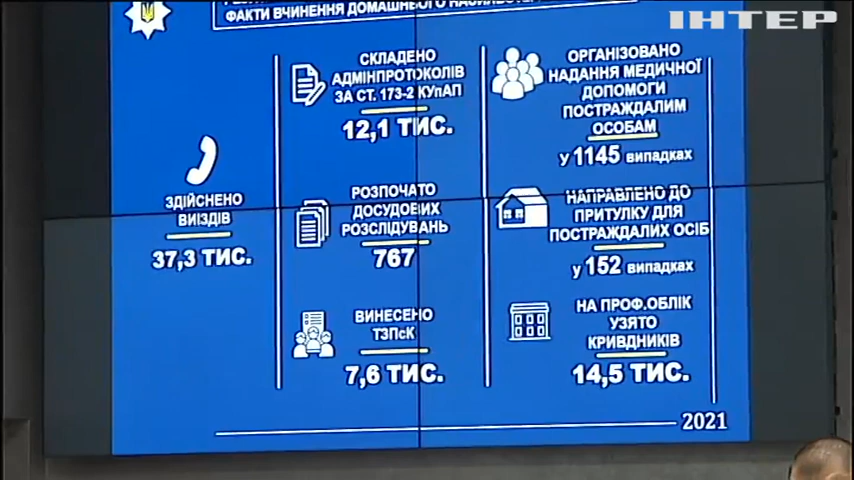 ФАКТИ ВЧИНЕННЯ ДОМАШНЬОГО
ІНТЕР
ЗДІЙСНЕНО
ВИЇЗДІВ
37,3 ТИС.
СКЛАДЕНО
АДМІНПРОТОКОЛІВ
ЗА СТ. 173-2 КУпАП
12,1 ТИС.
РОЗПОЧАТО
ДОСУДОВИХ
РОЗСЛІДУВАНЬ
767
ВИНЕСЕНО
ТЗПсК
7,6 ТИС.
ОРГАНІЗОВАНО
НАДАННЯ МЕДИЧНОЇ
ДОПОМОГИ
ПОСТРАЖДАЛИМ
ОСОБАМ
у 1145 випадках
НАПРАВЛЕНО ДО
ПРИТУЛКУ ДЛЯ
ПОСТРАЖДАЛИХ ОСІБ
у 152 випадках
НА ПРОФ.ОБЛІК
УЗЯТО
КРИВДНИКІВ
14,5 ТИС.
2021